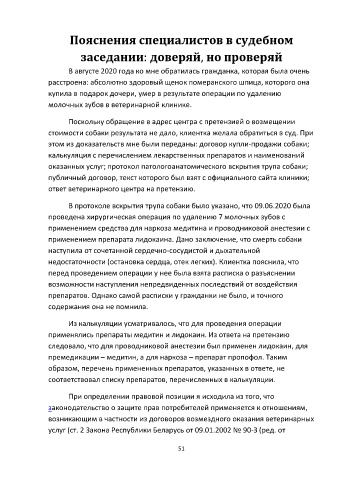 Пояснения специалистов в судебном
заседании: доверяй, но проверяй
В августе 2020 года ко мне обратилась гражданка, которая была очень
расстроена: абсолютно здоровый щенок померанского шпица, которого она
купила в подарок дочери, умер в результате операции по удалению
молочных зубов в ветеринарной клинике.
Поскольку обращение в адрес центра с претензией о возмещении
стоимости собаки результата не дало, клиентка желала обратиться в суд. При
этом из доказательств мне были переданы: договор купли-продажи собаки;
калькуляция с перечислением лекарственных препаратов и наименований
оказанных услуг; протокол патологоанатомического вскрытия трупа собаки;
публичный договор, текст которого был взят с официального сайта клиники;
ответ ветеринарного центра на претензию.
В протоколе вскрытия трупа собаки было указано, что 09.06.2020 была
проведена хирургическая операция по удалению 7 молочных зубов с
применением средства для наркоза медитина и проводниковой анестезии с
применением препарата лидокаина. Дано заключение, что смерть собаки
наступила от сочетанной сердечно-сосудистой и дыхательной
недостаточности (остановка сердца, отек легких). Клиентка пояснила, что
перед проведением операции у нее была взята расписка о разъяснении
возможности наступления непредвиденных последствий от воздействия
препаратов. Однако самой расписки у гражданки не было, и точного
содержания она не помнила.
Из калькуляции усматривалось, что для проведения операции
применялись препараты медитин и лидокаин. Из ответа на претензию
следовало, что для проводниковой анестезии был применен лидокаин, для
премедикации – медитин, а для наркоза – препарат пропофол. Таким
образом, перечень примененных препаратов, указанных в ответе, не
соответствовал списку препаратов, перечисленных в калькуляции.
При определении правовой позиции я исходила из того, что
законодательство о защите прав потребителей применяется к отношениям,
возникающим в частности из договоров возмездного оказания ветеринарных
услуг (ст. 2 Закона Республики Беларусь от 09.01.2002 № 90-З (ред. от
51